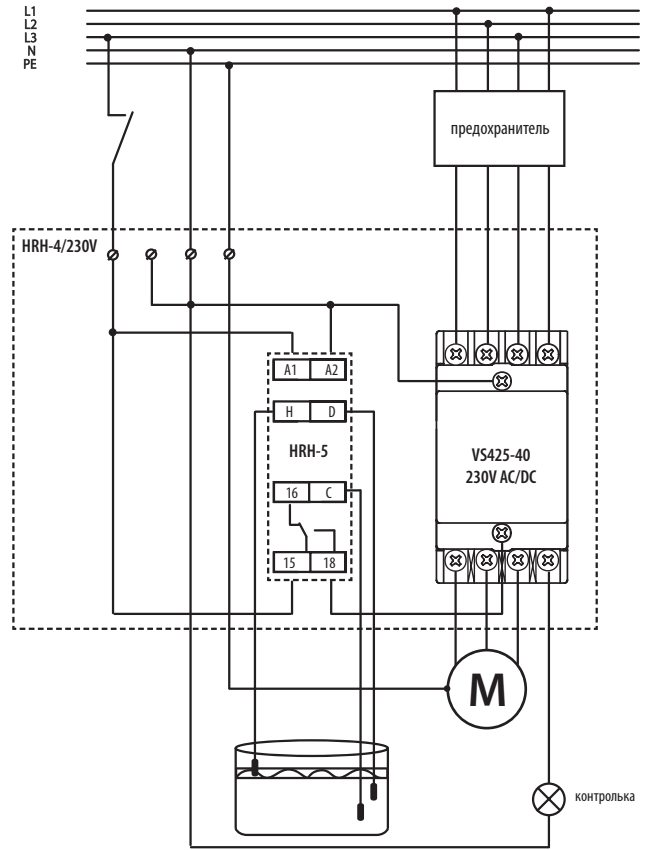 L1
L2
L3
N
PE
предохранитель
HRH-4/230V
A1 A2
H D
HRH-5
VS425-40
230V AC/DC
16 C
15 18
M
контролька